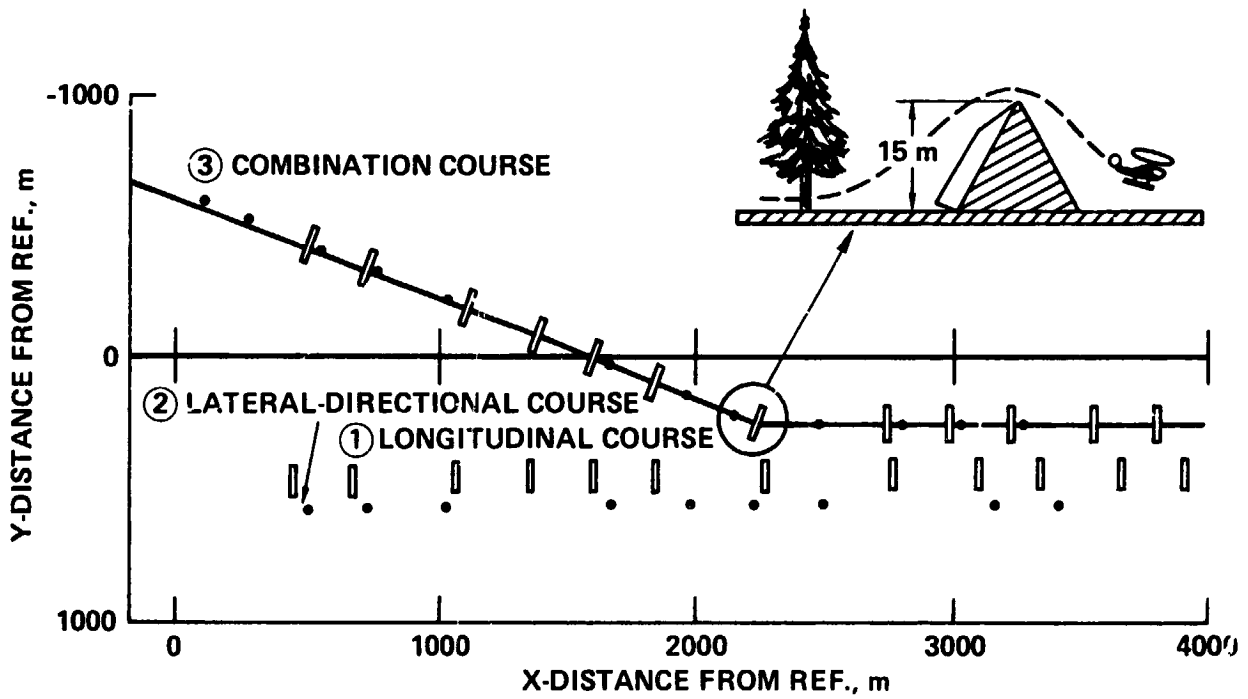 -1000
③ COMBINATION COURSE
15 m
0
② LATERAL-DIRECTIONAL COURSE
① LONGITUDINAL COURSE
1000
0 1000 2000 3000 4000
X-DISTANCE FROM REF., m
Y-DISTANCE FROM REF., m